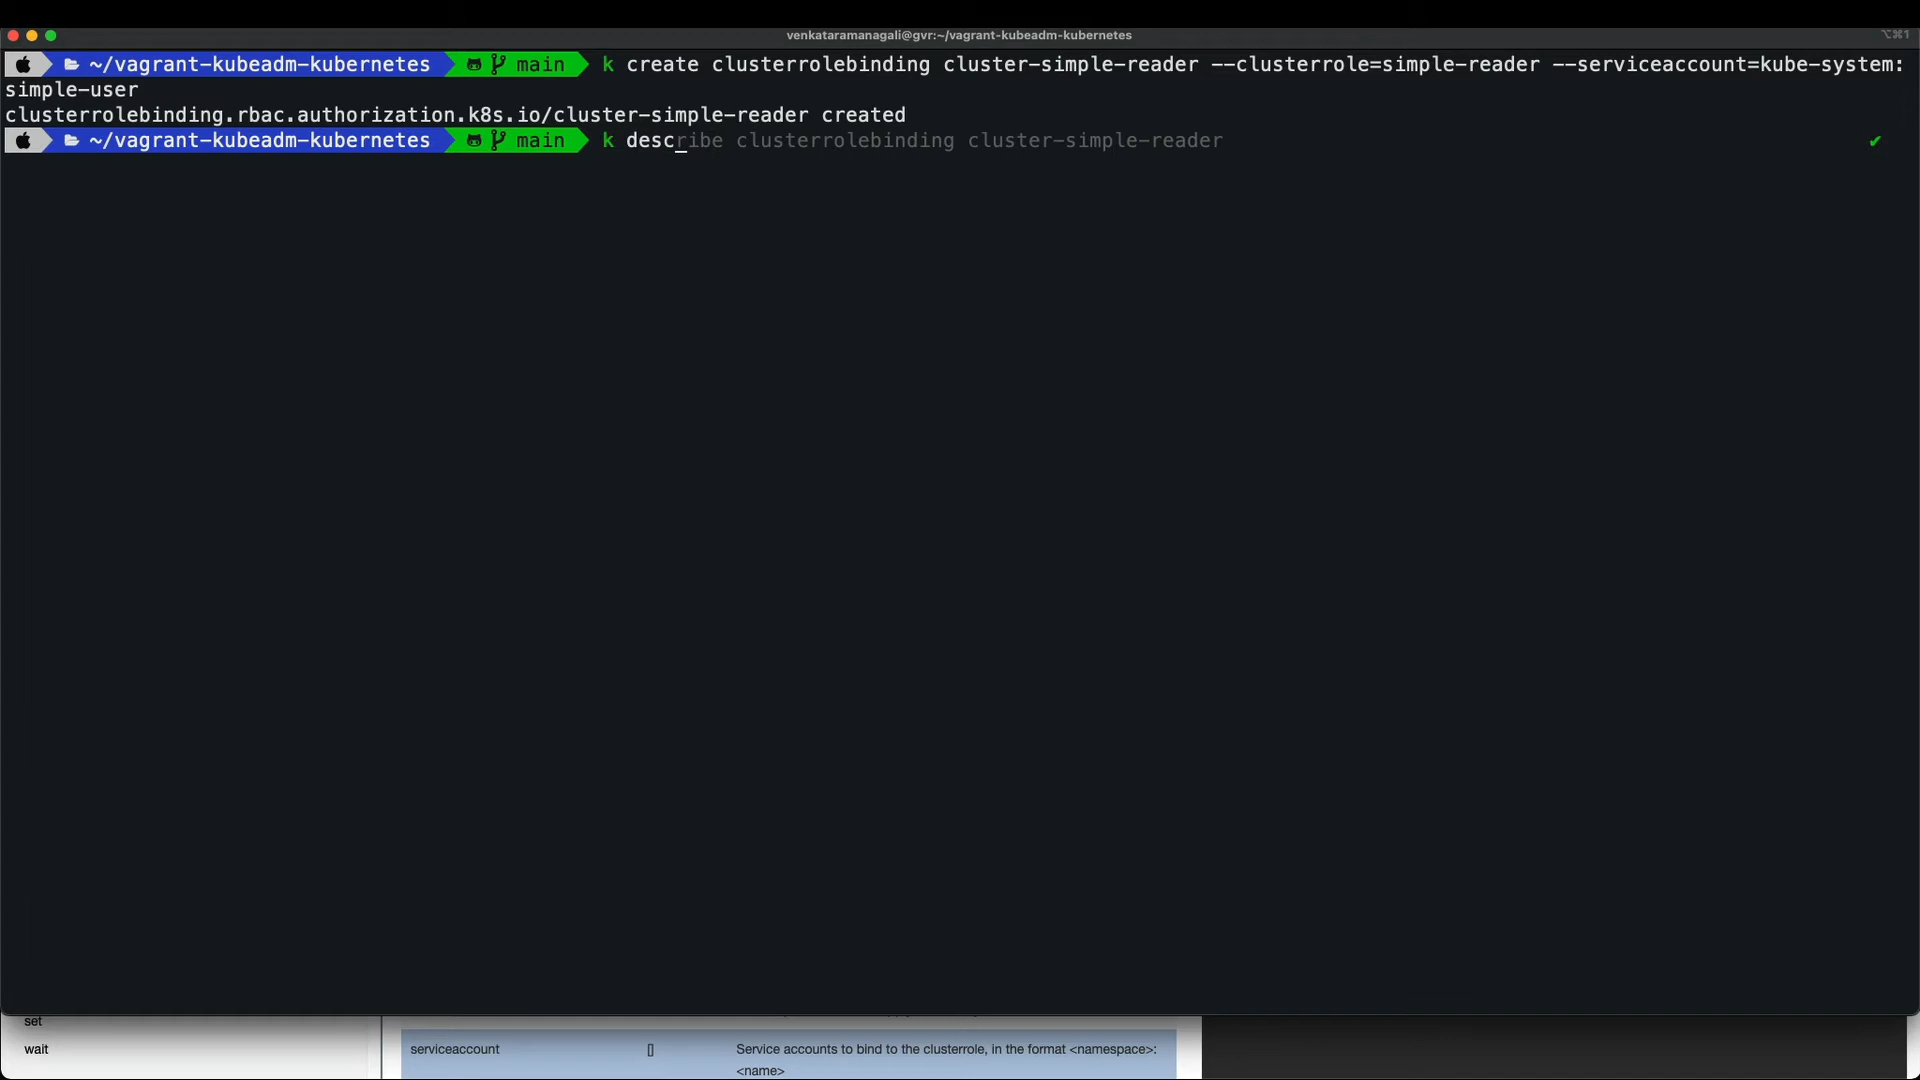 venkataramanagali@gvr:~/vagrant-kubeadm-kubernetes
⌥⌘1
~/vagrant-kubeadm-kubernetes main k create clusterrolebinding cluster-simple-reader --clusterrole=simple-reader --serviceaccount=kube-system:
simple-user
clusterrolebinding.rbac.authorization.k8s.io/cluster-simple-reader created
~/vagrant-kubeadm-kubernetes main k describe clusterrolebinding cluster-simple-reader ✔
set
wait
serviceaccount [] Service accounts to bind to the clusterrole, in the format <namespace>:
<name>